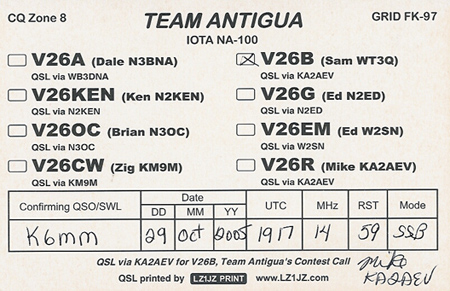 CQ Zone 8 TEAM ANTIGUA GRID FK-97
IOTA NA-100
V26A (Dale N3BNA) V26B (Sam WT3Q)
QSL via WB3DNA QSL via KA2AEV
V26KEN (Ken N2KEN) V26G (Ed N2ED)
QSL via N2KEN QSL via N2ED
V26OC (Brian N3OC) V26EM (Ed W2SN)
QSL via N3OC QSL via W2SN
V26CW (Zig KM9M) V26R (Mike KA2AEV)
QSL via KM9M QSL via KA2AEV
Confirming QSO/SWL Date UTC MHz RST Mode
DD MM YY
K6mm 29 Oct 2005 1917 14 59 SSB
QSL via KA2AEV for V26B, Team Antigua's Contest Call Mike
QSL printed by LZ1JZ PRINT www.LZ1JZ.com KA2AEV